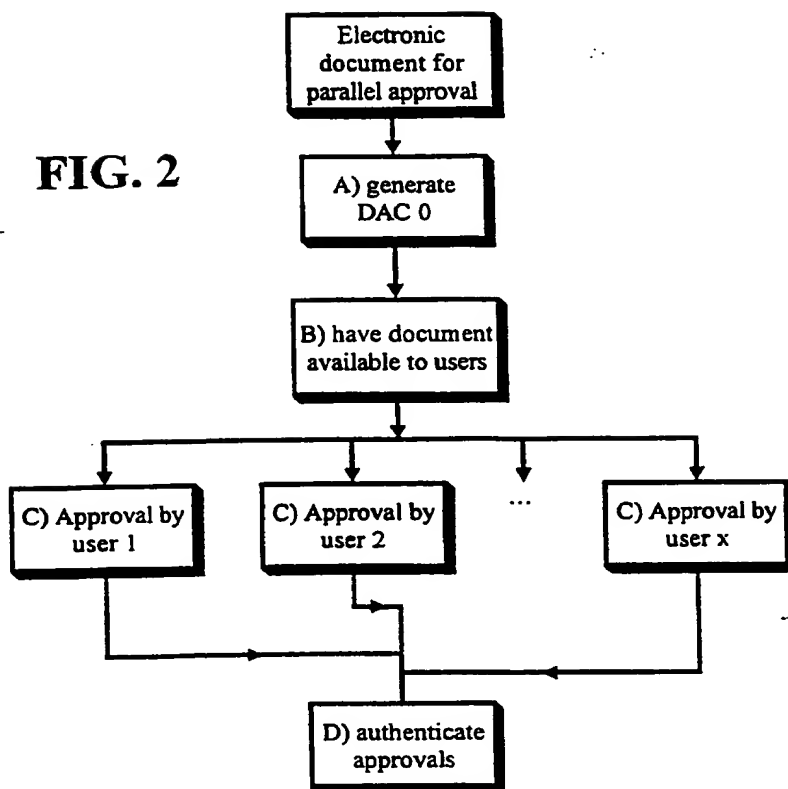 Electronic
document for
parallel approval
FIG. 2
A) generate
DAC 0
B) have document
available to users
C) Approval by
user 1
C) Approval by
user 2
...
C) Approval by
user x
D) authenticate
approvals